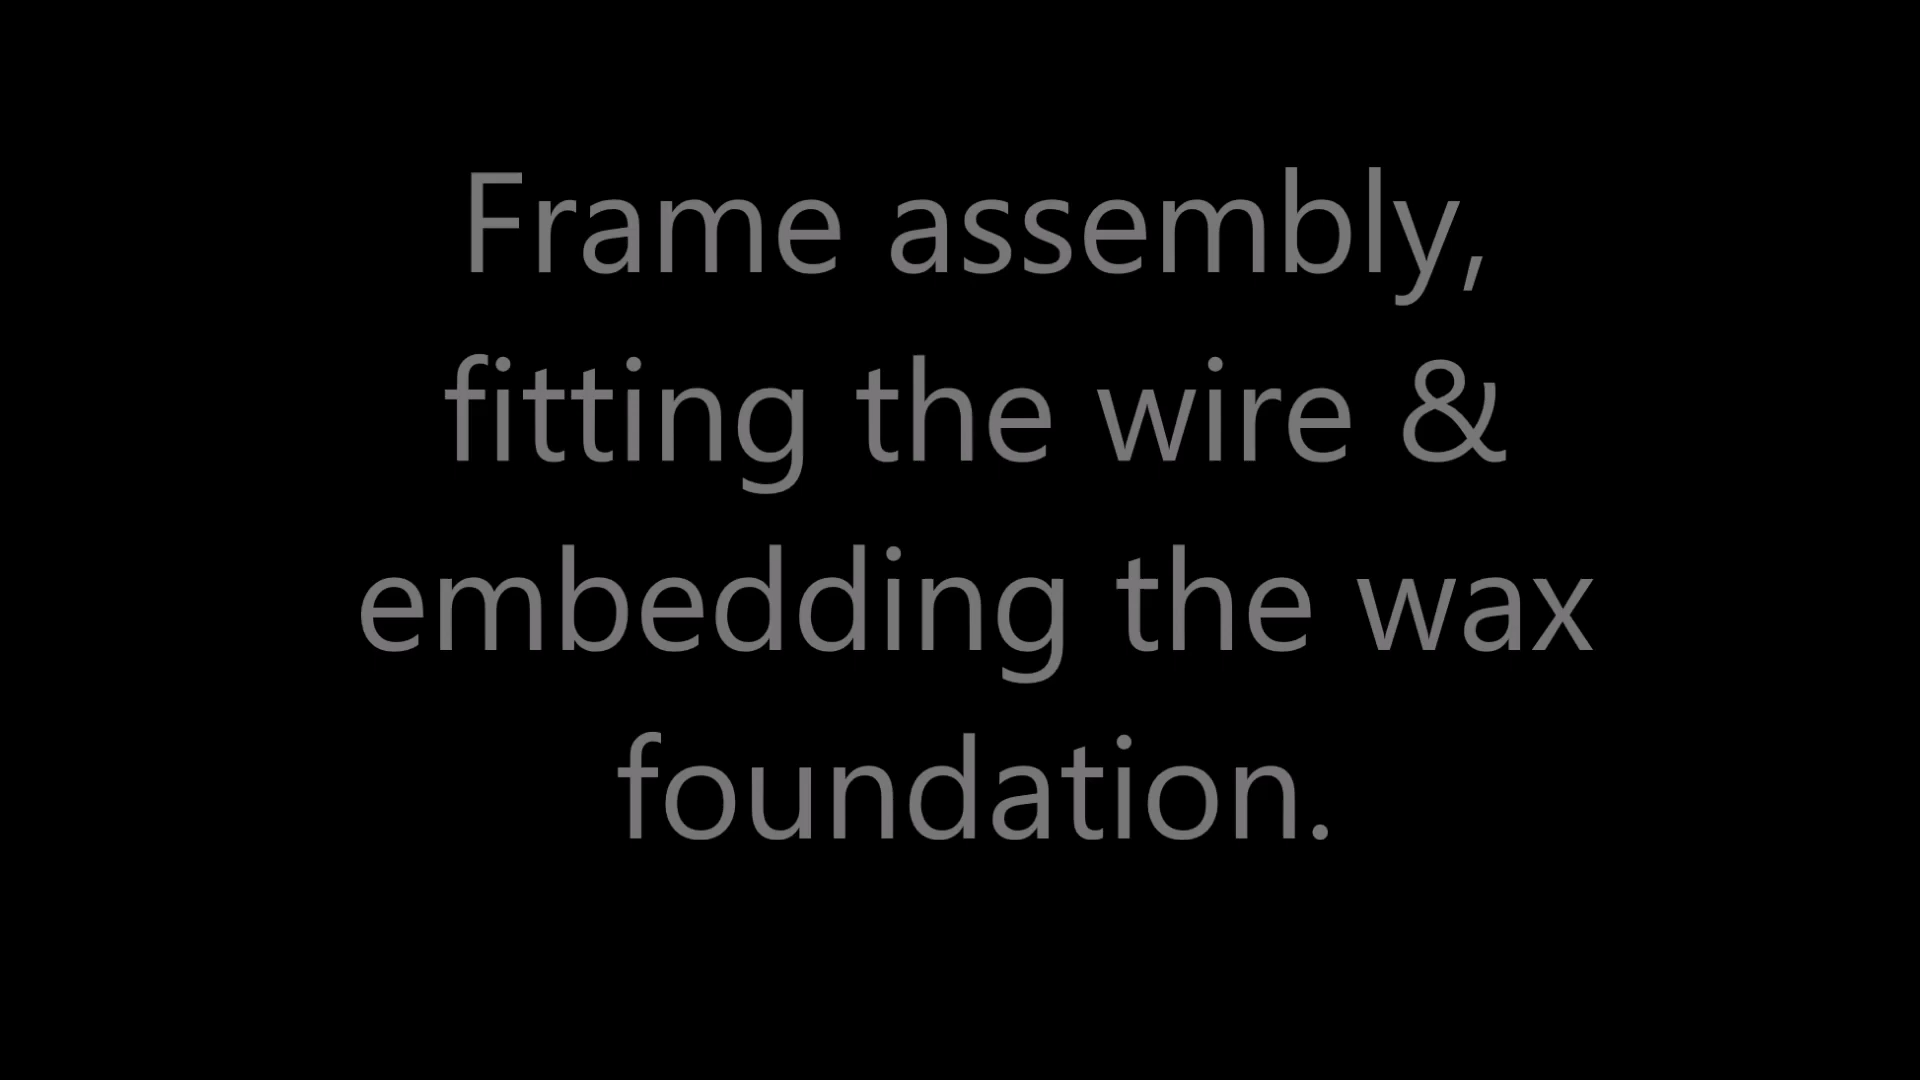 Frame assembly,
fitting the wire &
embedding the wax
foundation.